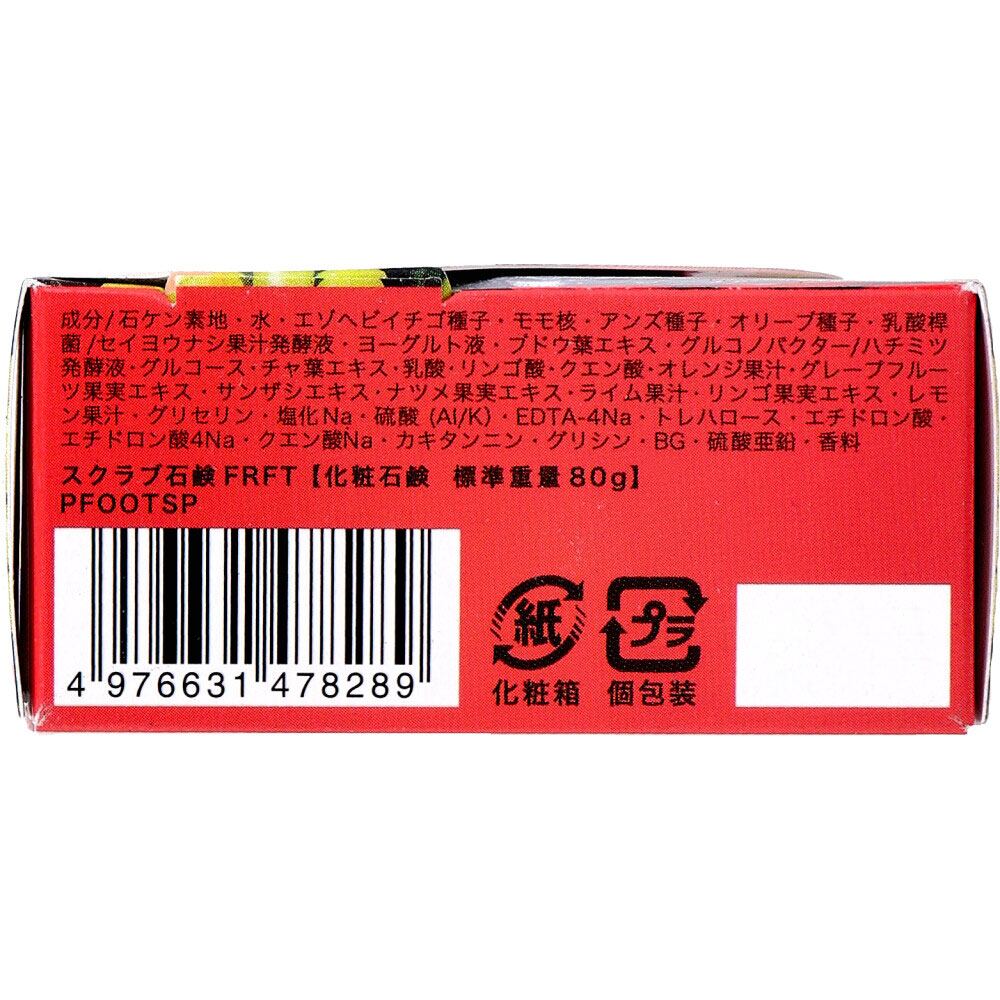 成分/石ケン素地・水・エゾヘビイチゴ種子・モモ核・アンズ種子・オリーブ種子・乳酸桿
菌/セイヨウナシ果汁発酵液・ヨーグルト液・ブドウ葉エキス・グルコノバクター/ハチミツ
発酵液・グルコース・チャ葉エキス・乳酸・リンゴ酸・クエン酸・オレンジ果汁・グレープフルー
ツ果実エキス・サンザシエキス・ナツメ果実エキス・ライム果汁・リンゴ果実エキス・レモ
ン果汁・グリセリン・塩化Na・硫酸(Al/K)・EDTA-4Na・トレハロース・エチドロン酸・
エチドロン酸4Na・クエン酸Na・カキタンニン・グリシン・BG・硫酸亜鉛・香料
スクラブ石鹸FRFT【化粧石鹸 標準重量80g】
PFOOTSP
4 976631 478289
紙 プラ
化粧箱 個包装